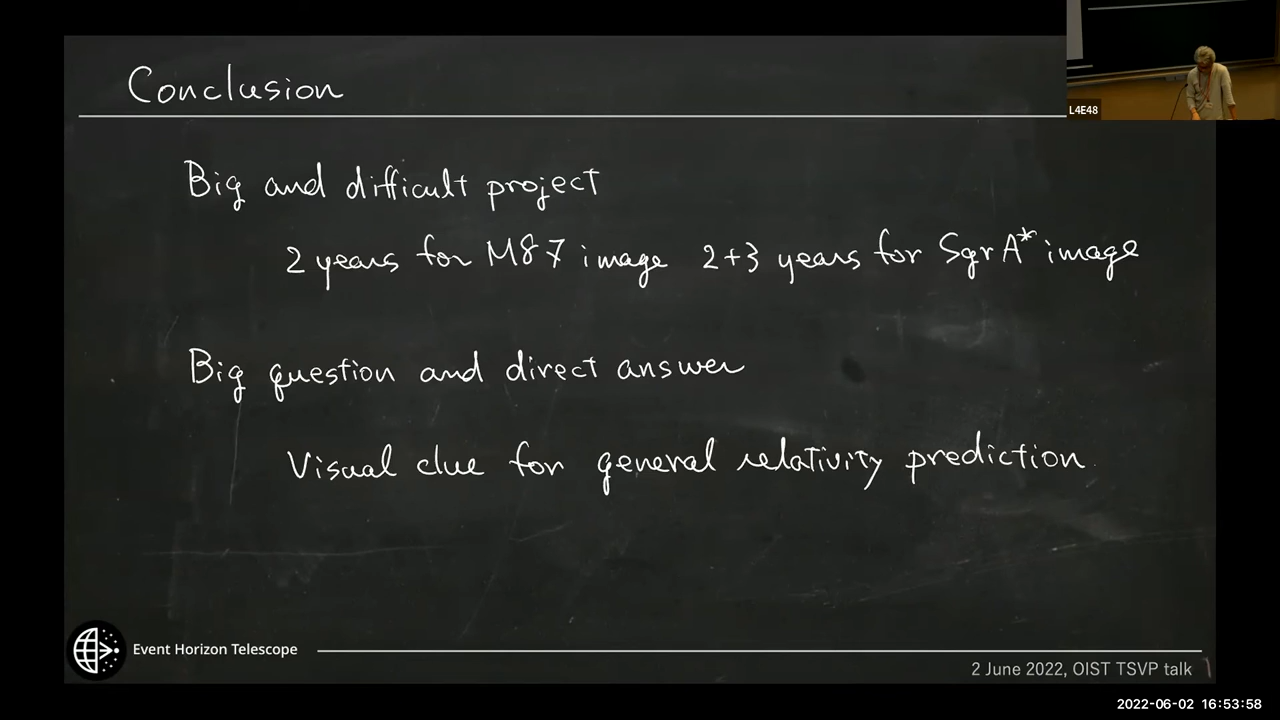 Conclusion
L4E48
Big and difficult project
2 years for M87 image 2+3 years for SgrA* image
Big question and direct answer
Visual clue for general relativity prediction
Event Horizon Telescope
2 June 2022, OIST TSVP talk
2022-06-02 16:53:58